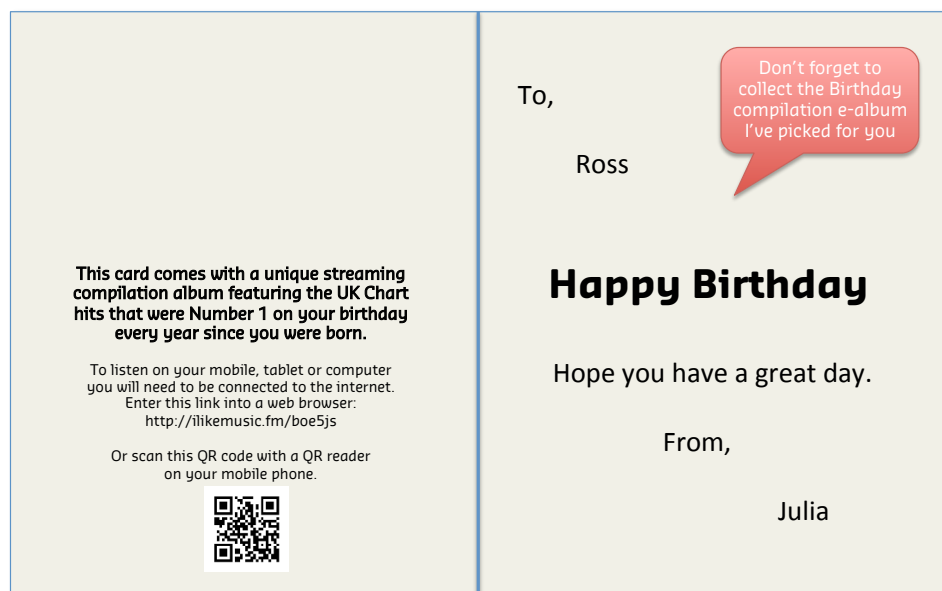 This card comes with a unique streaming
compilation album featuring the UK Chart
hits that were Number 1 on your birthday
every year since you were born.
To listen on your mobile, tablet or computer
you will need to be connected to the internet.
Enter this link into a web browser:
http://ilikemusic.fm/boe5js
Or scan this QR code with a QR reader
on your mobile phone.
To,
Don't forget to
collect the Birthday
compilation e-album
I've picked for you
Ross
Happy Birthday
Hope you have a great day.
From,
Julia